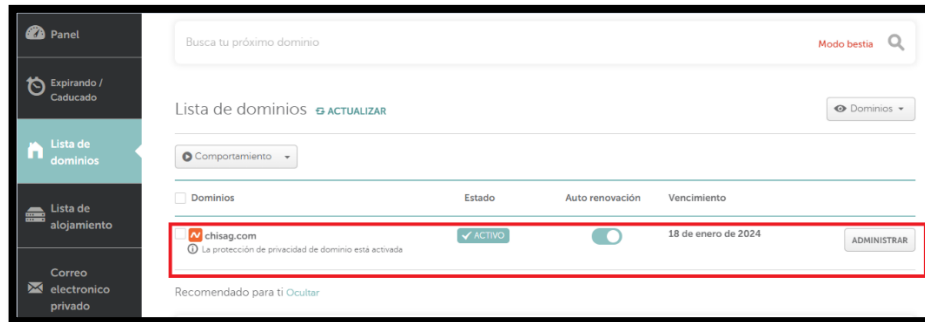 Panel
Busca tu próximo dominio
Modo bestia
Expirando /
Caducado
Lista de dominios ACTUALIZAR
Dominios
Lista de
dominios
Comportamiento
Dominios Estado Auto renovación Vencimiento
Lista de
alojamiento
chisag.com ACTIVO 18 de enero de 2024 ADMINISTRAR
La protección de privacidad de dominio está activada
Correo
electronico
privado
Recomendado para ti Ocultar